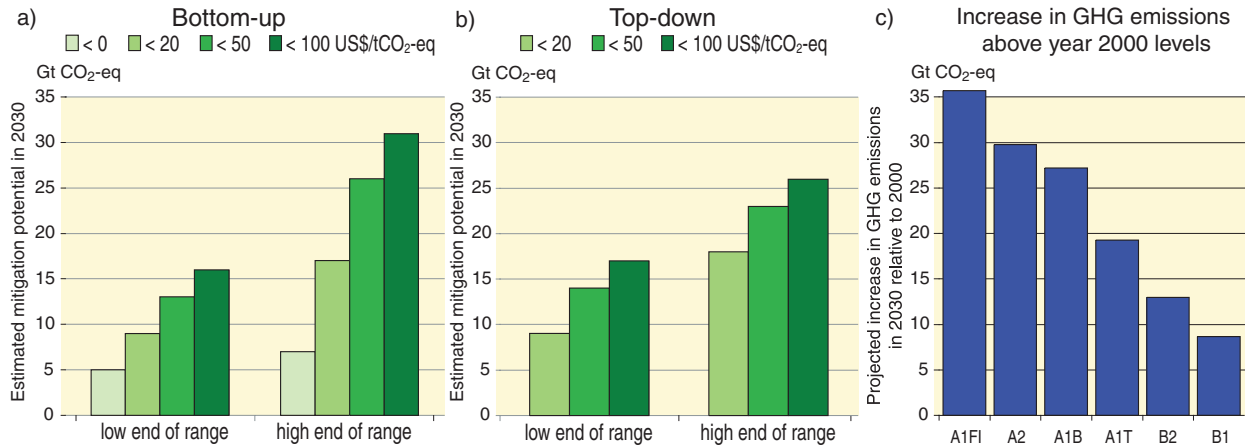 a)
Bottom-up
< 0 < 20 < 50 < 100 US$/tCO₂-eq
Gt CO₂-eq
Estimated mitigation potential in 2030
35
30
25
20
15
10
5
0
low end of range high end of range
b)
Top-down
< 20 < 50 < 100 US$/tCO₂-eq
Gt CO₂-eq
Estimated mitigation potential in 2030
35
30
25
20
15
10
5
0
low end of range high end of range
c)
Increase in GHG emissions
above year 2000 levels
Gt CO₂-eq
Projected increase in GHG emissions
in 2030 relative to 2000
35
30
25
20
15
10
5
0
A1FI A2 A1B A1T B2 B1